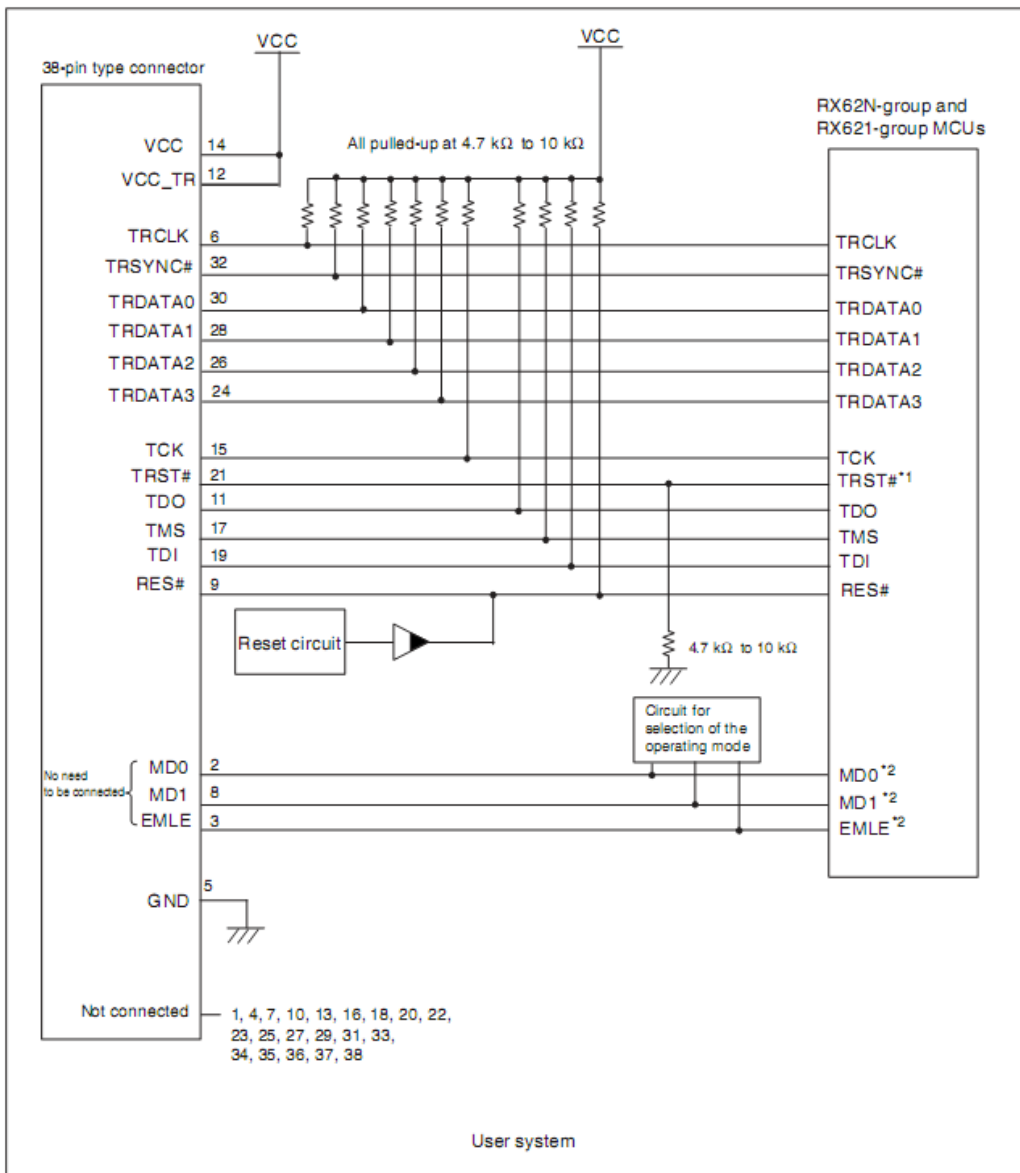 VCC
VCC
38-pin type connector
RX62N-group and
RX621-group MCUs
All pulled-up at 4.7 kΩ to 10 kΩ
VCC 14
VCC_TR 12
TRCLK 6 TRCLK
TRSYNC# 32 TRSYNC#
TRDATA0 30 TRDATA0
TRDATA1 28 TRDATA1
TRDATA2 26 TRDATA2
TRDATA3 24 TRDATA3
TCK 15 TCK
TRST# 21 TRST#*1
TDO 11 TDO
TMS 17 TMS
TDI 19 TDI
RES# 9 RES#
Reset circuit
4.7 kΩ to 10 kΩ
Circuit for
selection of the
operating mode
No need
to be connected
MD0 2 MD0*2
MD1 8 MD1*2
EMLE 3 EMLE*2
GND 5
Not connected 1, 4, 7, 10, 13, 16, 18, 20, 22,
23, 25, 27, 29, 31, 33,
34, 35, 36, 37, 38
User system